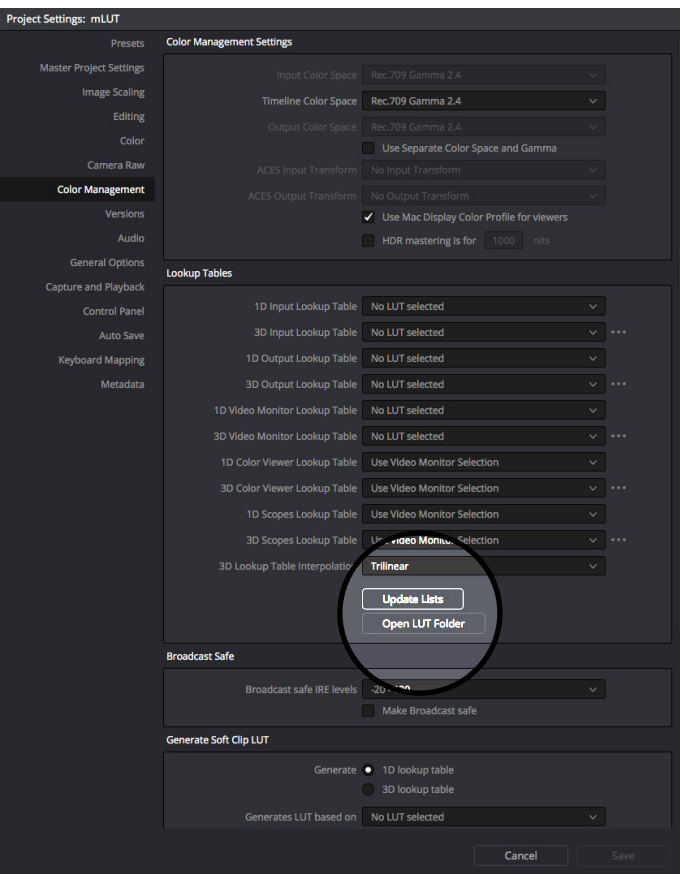 Project Settings: mLUT
Presets
Master Project Settings
Image Scaling
Editing
Color
Camera Raw
Color Management
Versions
Audio
General Options
Capture and Playback
Control Panel
Auto Save
Keyboard Mapping
Metadata
Color Management Settings
Input Color Space Rec.709 Gamma 2.4
Timeline Color Space Rec.709 Gamma 2.4
Output Color Space Rec.709 Gamma 2.4
Use Separate Color Space and Gamma
ACES Input Transform No Input Transform
ACES Output Transform No Output Transform
Use Mac Display Color Profile for viewers
HDR mastering is for 1000 nits
Lookup Tables
1D Input Lookup Table No LUT selected
3D Input Lookup Table No LUT selected
1D Output Lookup Table No LUT selected
3D Output Lookup Table No LUT selected
1D Video Monitor Lookup Table No LUT selected
3D Video Monitor Lookup Table No LUT selected
1D Color Viewer Lookup Table Use Video Monitor Selection
3D Color Viewer Lookup Table Use Video Monitor Selection
1D Scopes Lookup Table Use Video Monitor Selection
3D Scopes Lookup Table Use Video Monitor Selection
3D Lookup Table Interpolation Trilinear
Update Lists
Open LUT Folder
Broadcast Safe
Broadcast safe IRE levels -20 - 120
Make Broadcast safe
Generate Soft Clip LUT
Generate 1D lookup table
3D lookup table
Generates LUT based on No LUT selected
Cancel Save